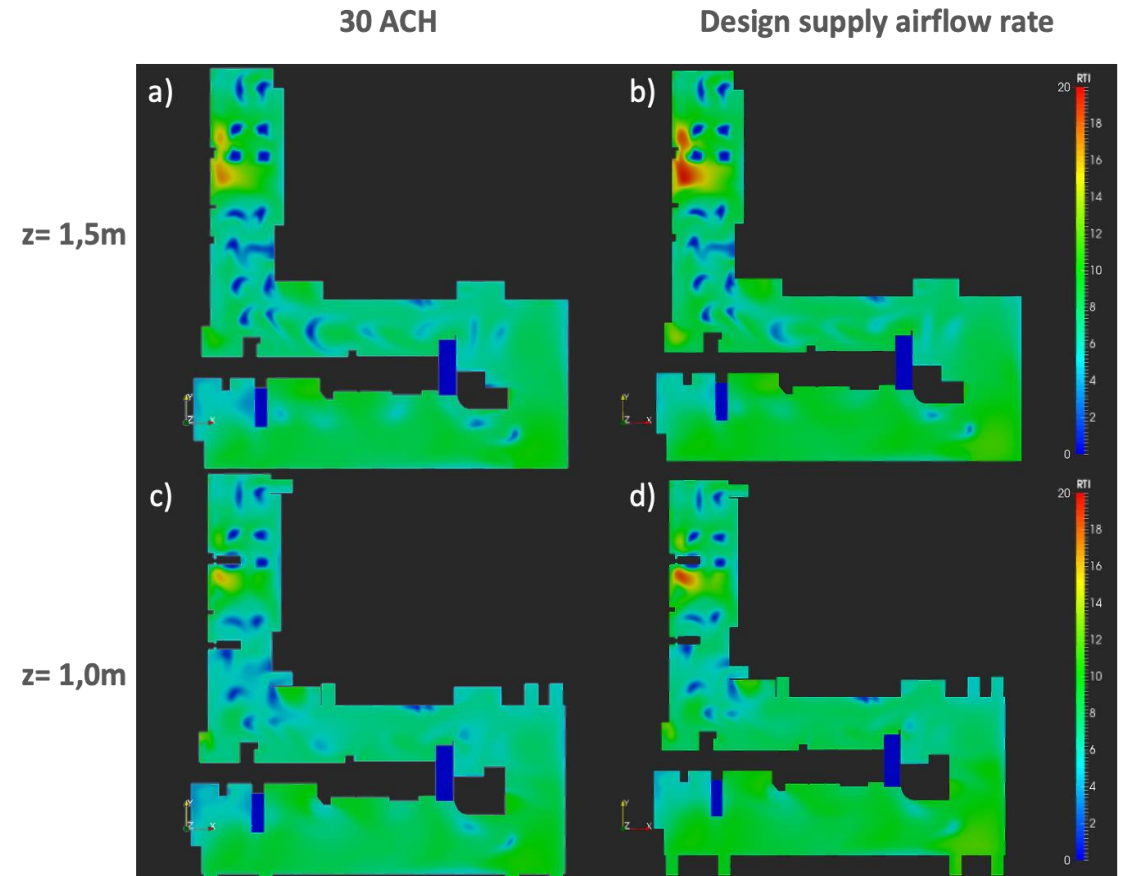 30 ACH
Design supply airflow rate
a)
b)
RTI
20
18
16
14
12
10
8
6
4
2
0
z= 1,5m
Y
Z X
Y
Z X
c)
d)
RTI
20
18
16
14
12
10
8
6
4
2
0
z= 1,0m
Y
Z X
Y
Z X